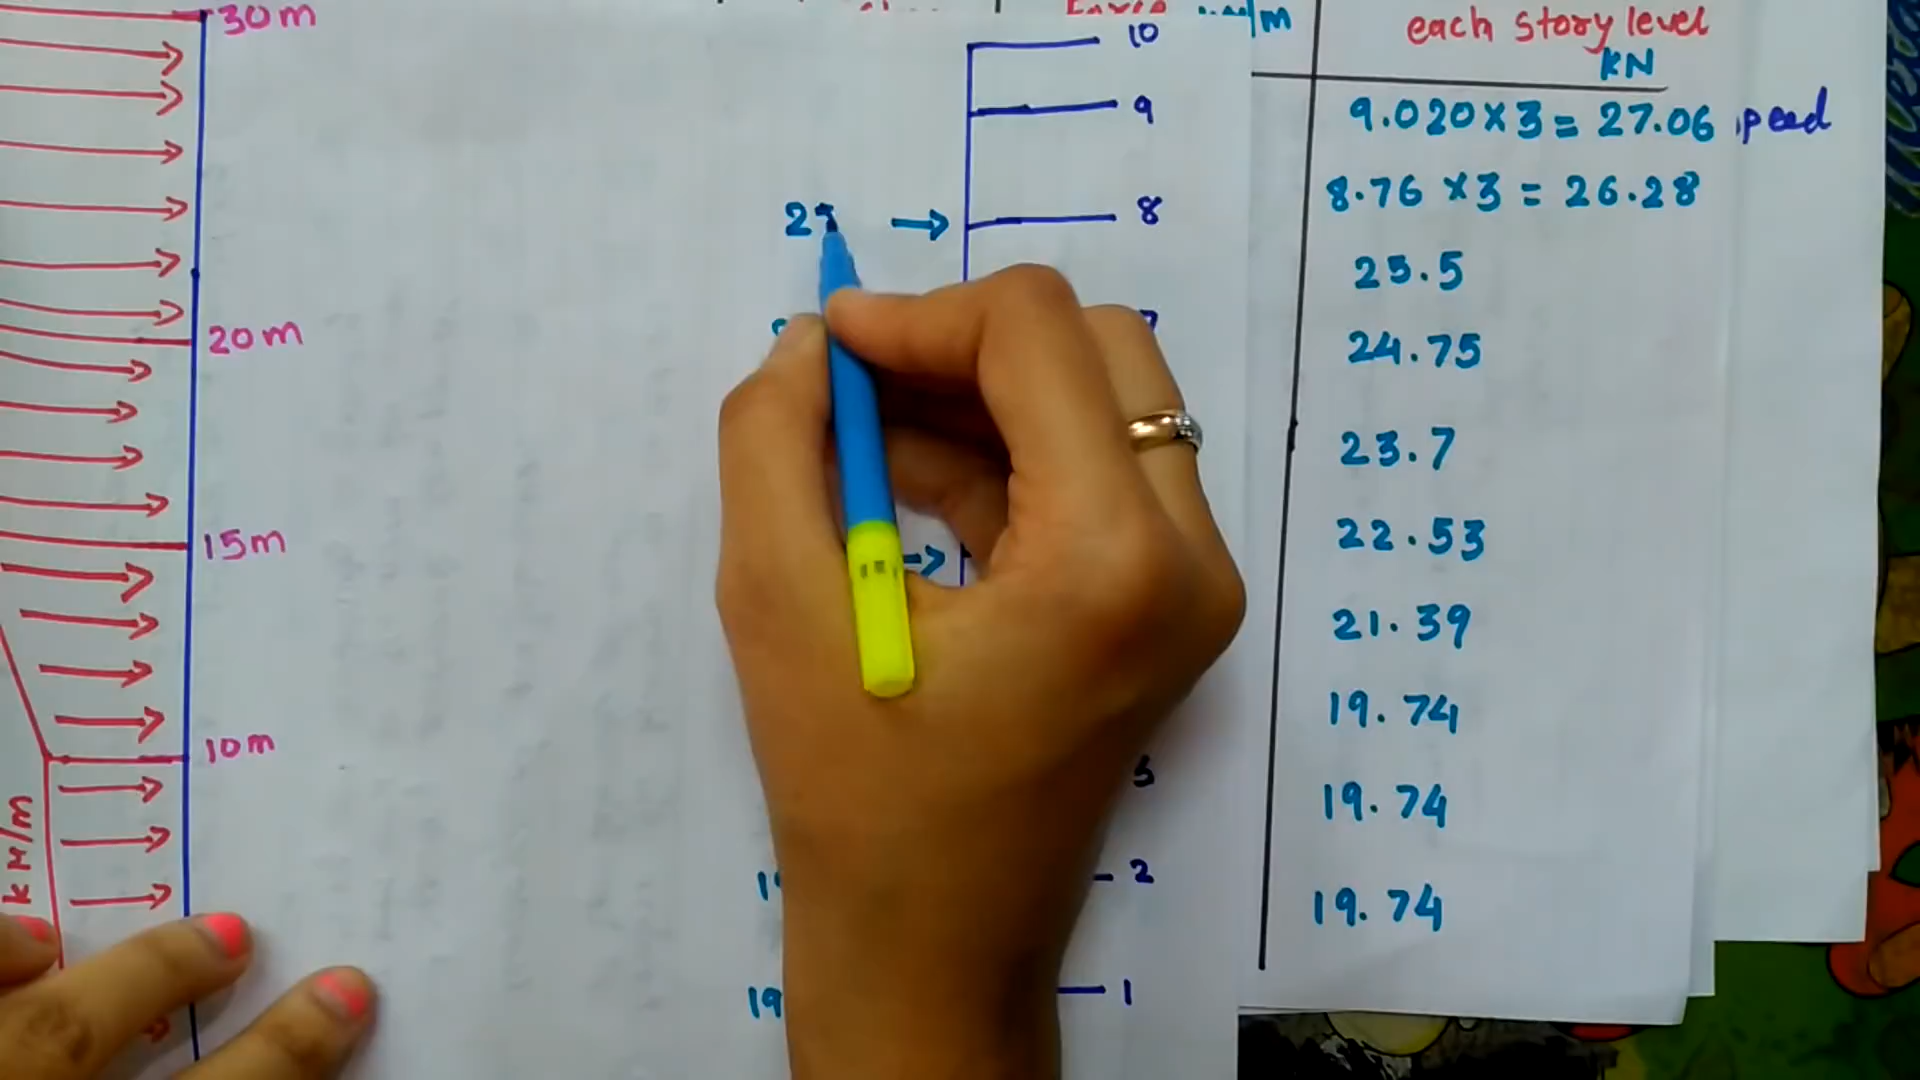 30m
20m
15m
10m
kN/m
10
9
8
2
1
/m
each story level
kN
9.020 x 3 = 27.06
8.76 x 3 = 26.28
25.5
24.75
23.7
22.53
21.39
19.74
19.74
19.74